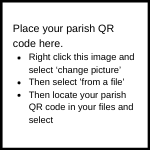 Place your parish QR
code here.
• Right click this image and
select 'change picture'
• Then select 'from a file'
• Then locate your parish
QR code in your files and
select